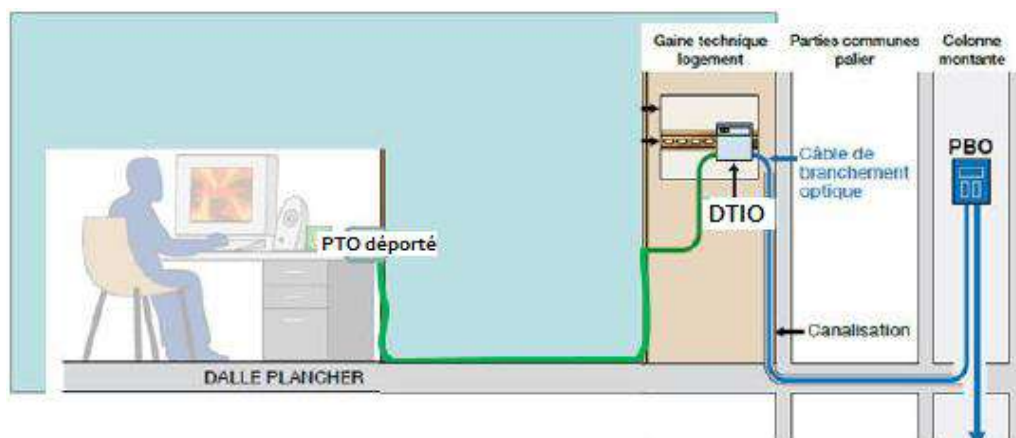 Gaine technique
logement
Parties communes
palier
Colonne
montante
PBO
Câble de
branchement
optique
DTIO
PTO déporté
Canalisation
DALLE PLANCHER